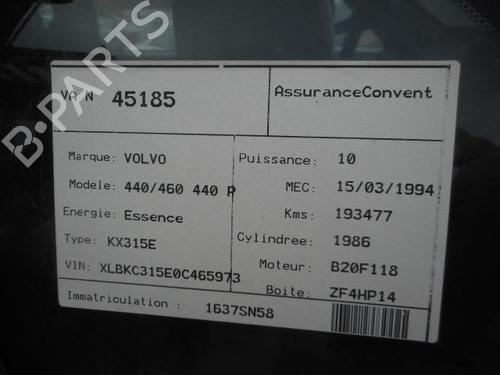 B-PARTS
VP N 45185
AssuranceConvent
Marque: VOLVO
Modele: 440/460 440 P
Energie: Essence
Type: KX315E
VIN: XLBKC315E0C465973
Puissance: 10
MEC: 15/03/1994
Kms: 193477
Cylindree: 1986
Moteur: B20F118
Boite: ZF4HP14
Immatriculation : 1637SN58